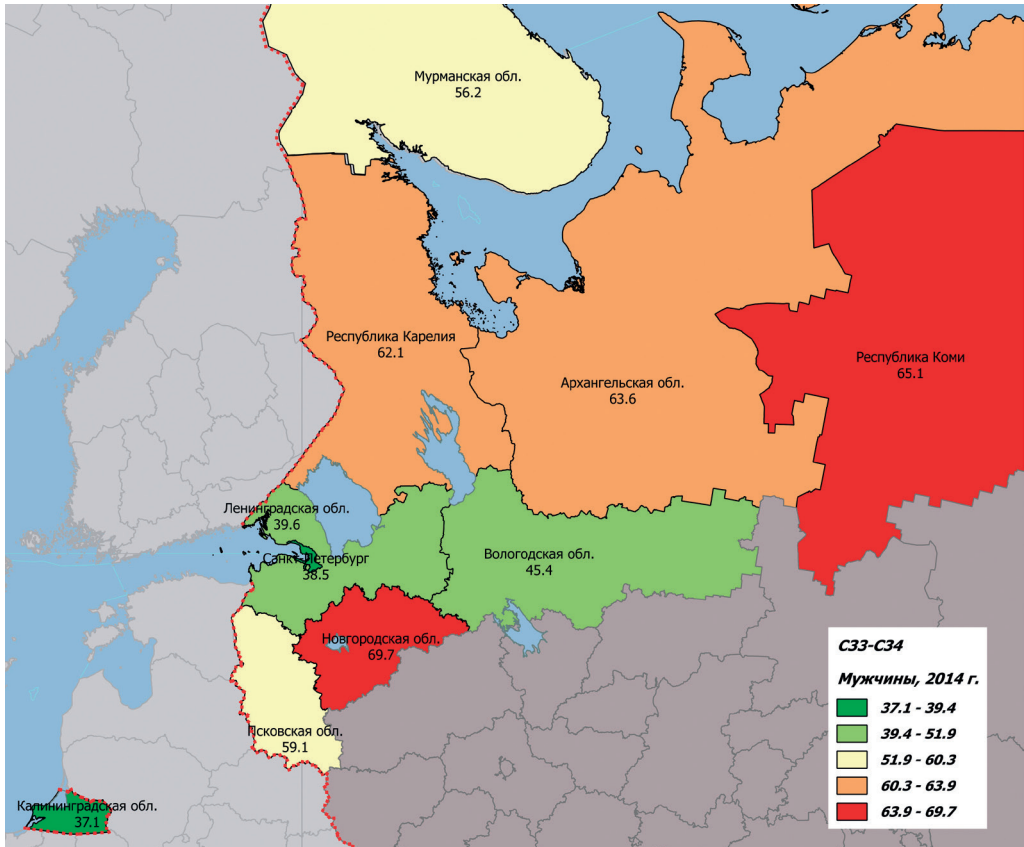 Мурманская обл.
56.2
Республика Карелия
62.1
Республика Коми
65.1
Архангельская обл.
63.6
Ленинградская обл.
39.6
Санкт-Петербург
38.5
Вологодская обл.
45.4
Новгородская обл.
69.7
Псковская обл.
59.1
Калининградская обл.
37.1
C33-C34
Мужчины, 2014 г.
37.1 - 39.4
39.4 - 51.9
51.9 - 60.3
60.3 - 63.9
63.9 - 69.7